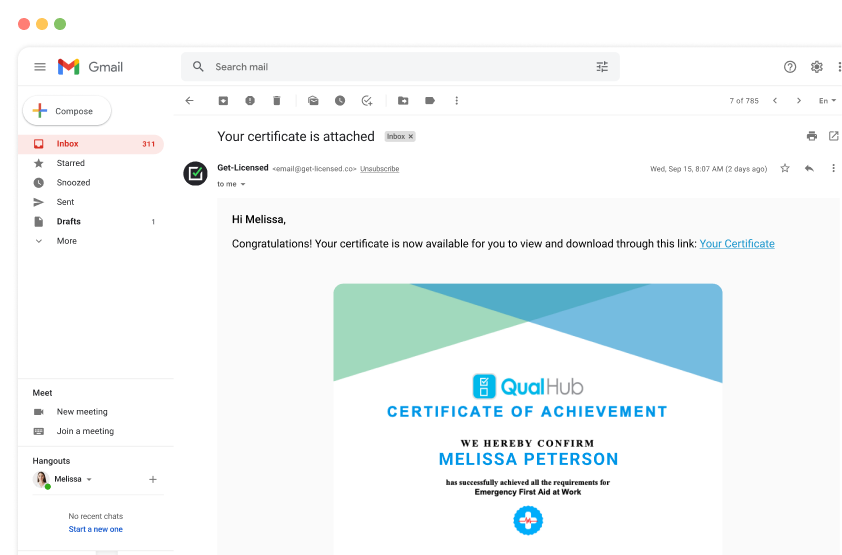 Gmail
Search mail
Compose
7 of 785
En
Inbox 311
Starred
Snoozed
Sent
Drafts 1
More
Your certificate is attached Inbox ×
Get-Licensed <email@get-licensed.co> Unsubscribe
Wed, Sep 15, 8:07 AM (2 days ago)
to me
Hi Melissa,
Congratulations! Your certificate is now available for you to view and download through this link: Your Certificate
QualHub
CERTIFICATE OF ACHIEVEMENT
WE HEREBY CONFIRM
MELISSA PETERSON
has successfully achieved all the requirements for
Emergency First Aid at Work
Meet
New meeting
Join a meeting
Hangouts
Melissa
No recent chats
Start a new one